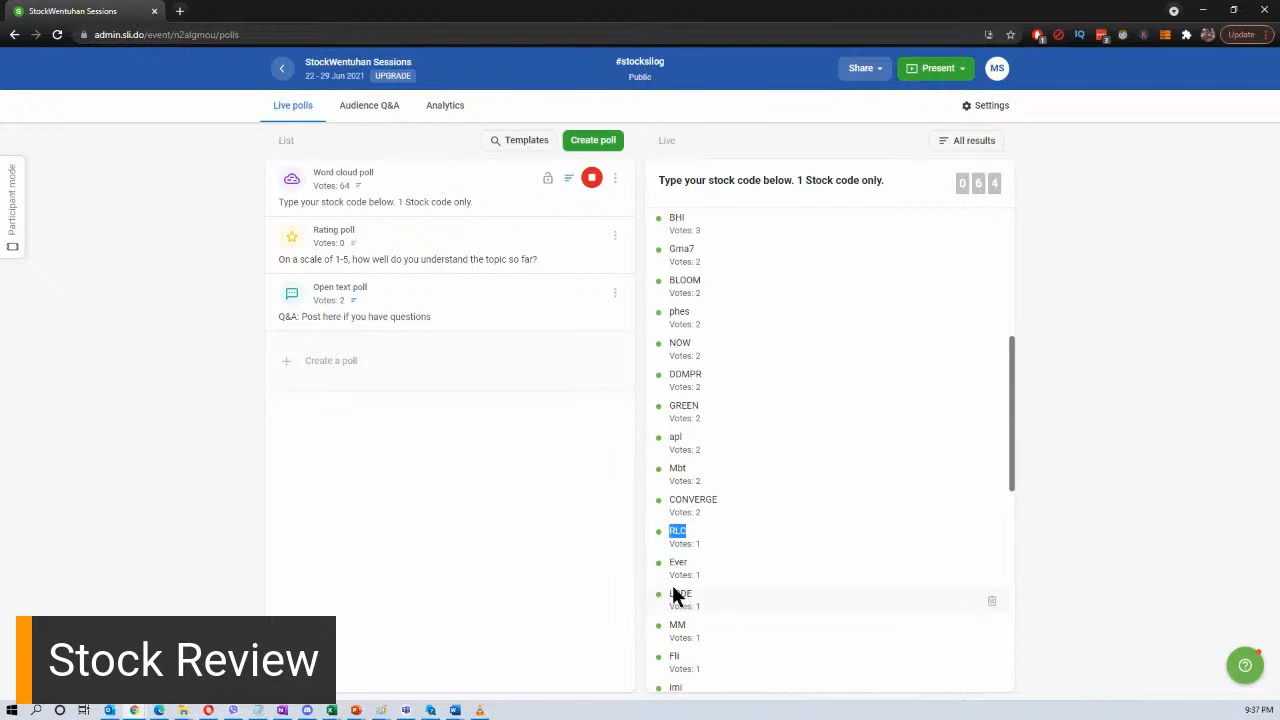 StockWentuhan Sessions
admin.sli.do/event/n2algmou/polls
Update
StockWentuhan Sessions
22 - 29 Jun 2021 UPGRADE
#stocksilog
Public
Share
Present
MS
Live polls
Audience Q&A
Analytics
Settings
Participant mode
List
Templates
Create poll
Word cloud poll
Votes: 64
Type your stock code below. 1 Stock code only.
Rating poll
Votes: 0
On a scale of 1-5, how well do you understand the topic so far?
Open text poll
Votes: 2
Q&A: Post here if you have questions
Create a poll
Live
All results
Type your stock code below. 1 Stock code only.
0 6 4
BHI
Votes: 3
Gma7
Votes: 2
BLOOM
Votes: 2
phes
Votes: 2
NOW
Votes: 2
DDMPR
Votes: 2
GREEN
Votes: 2
apl
Votes: 2
Mbt
Votes: 2
CONVERGE
Votes: 2
RLC
Votes: 1
Ever
Votes: 1
Votes: 1
MM
Votes: 1
Fli
Votes: 1
Imi
Stock Review
9:37 PM